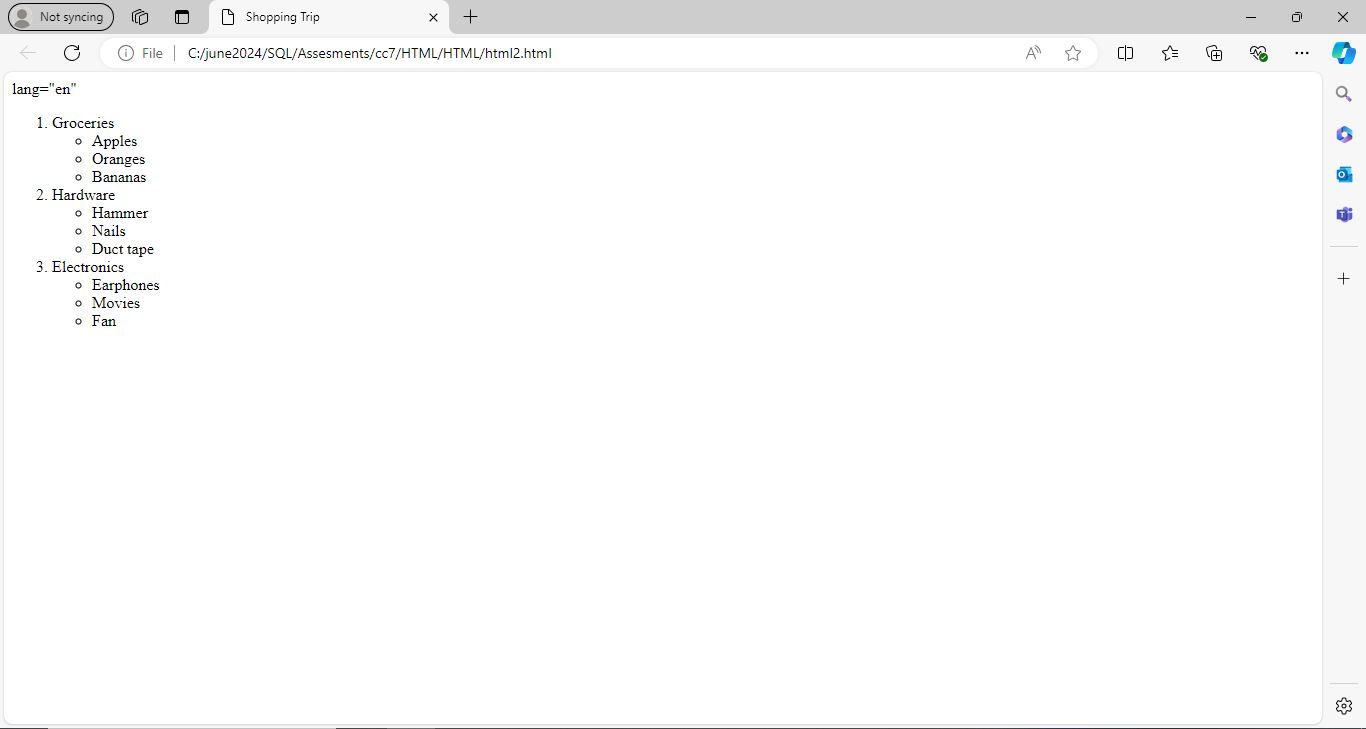 Not syncing
Shopping Trip
File
C:/june2024/SQL/Assesments/cc7/HTML/HTML/html2.html
lang="en"
1. Groceries
Apples
Oranges
Bananas
2. Hardware
Hammer
Nails
Duct tape
3. Electronics
Earphones
Movies
Fan